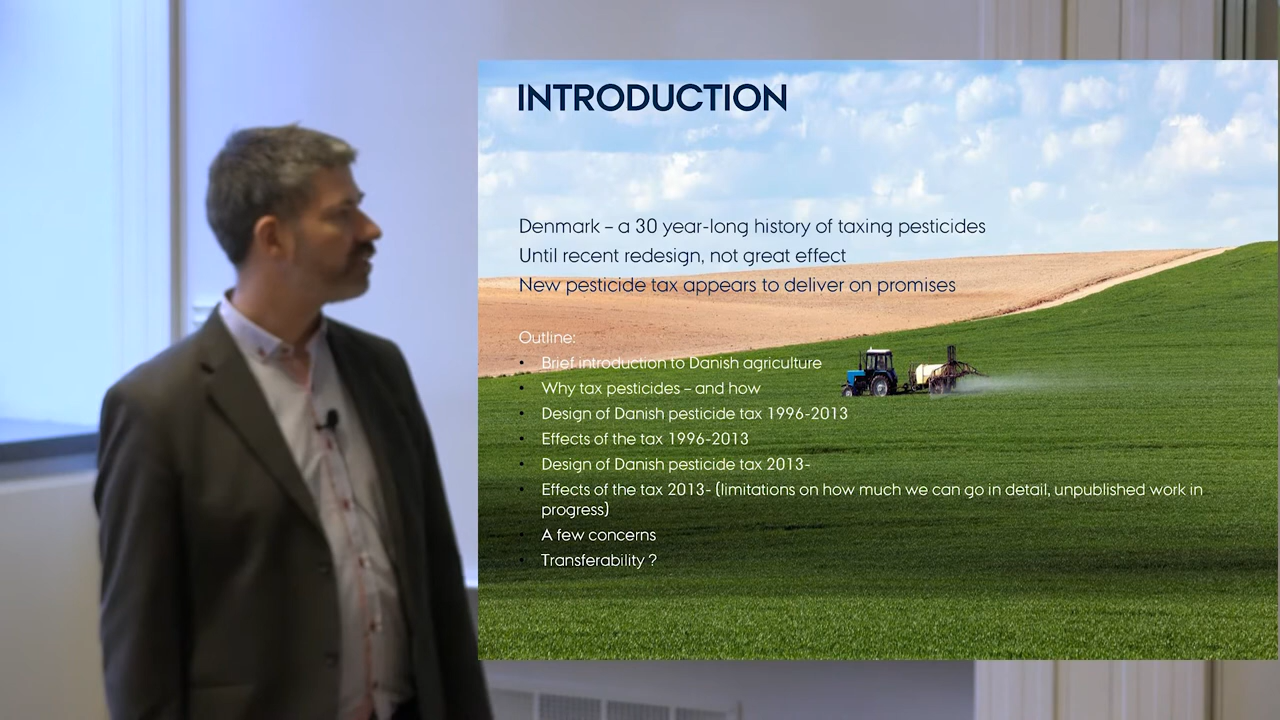 INTRODUCTION
Denmark – a 30 year-long history of taxing pesticides
Until recent redesign, not great effect
New pesticide tax appears to deliver on promises
Outline:
• Brief introduction to Danish agriculture
• Why tax pesticides – and how
• Design of Danish pesticide tax 1996-2013
• Effects of the tax 1996-2013
• Design of Danish pesticide tax 2013-
• Effects of the tax 2013- (limitations on how much we can go in detail, unpublished work in
progress)
• A few concerns
• Transferability ?